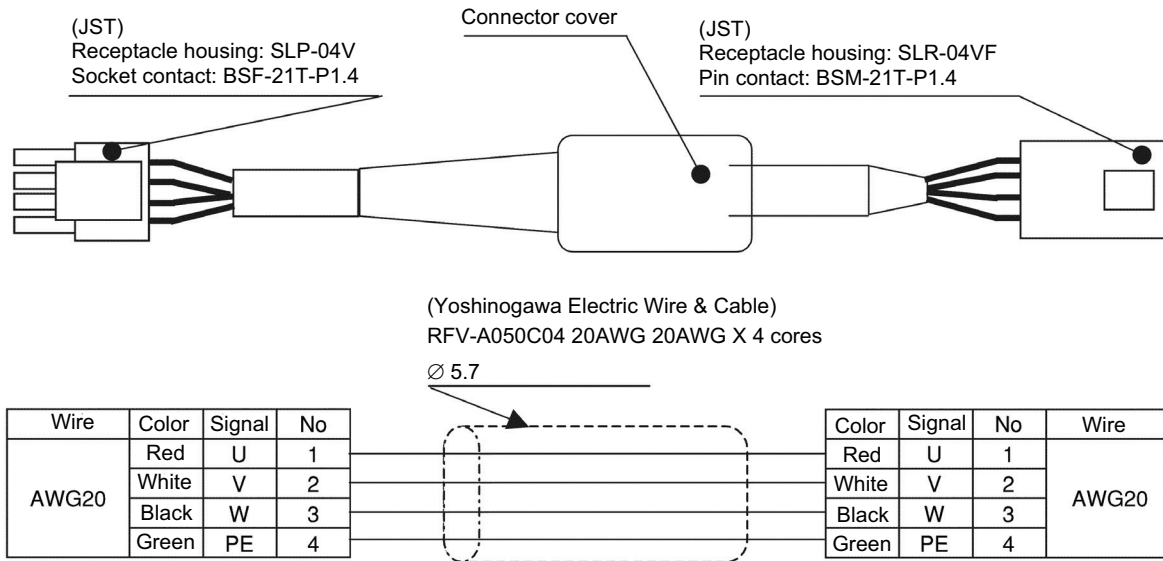 (JST)
Receptacle housing: SLP-04V
Socket contact: BSF-21T-P1.4
Connector cover
(JST)
Receptacle housing: SLR-04VF
Pin contact: BSM-21T-P1.4
(Yoshinogawa Electric Wire & Cable)
RFV-A050C04 20AWG 20AWG X 4 cores
∅ 5.7
Wire Color Signal No
AWG20
Red U 1
White V 2
Black W 3
Green PE 4
Color Signal No Wire
Red U 1
White V 2
Black W 3
Green PE 4
AWG20